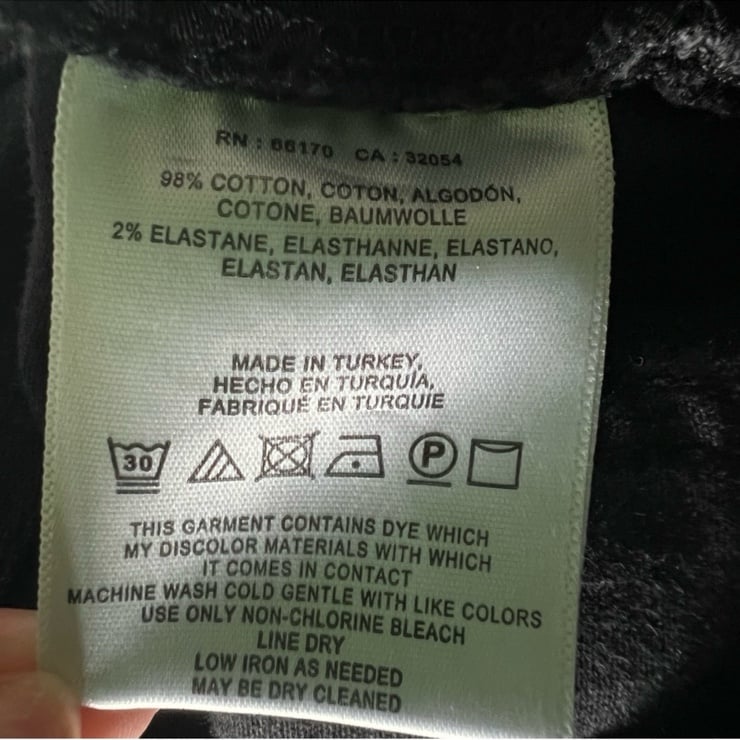 RN : 66170 CA : 32054
98% COTTON, COTON, ALGODÓN,
COTONE, BAUMWOLLE
2% ELASTANE, ELASTHANNE, ELASTANO,
ELASTAN, ELASTHAN
MADE IN TURKEY,
HECHO EN TURQUÍA,
FABRIQUÉ EN TURQUIE
30 P
THIS GARMENT CONTAINS DYE WHICH
MY DISCOLOR MATERIALS WITH WHICH
IT COMES IN CONTACT
MACHINE WASH COLD GENTLE WITH LIKE COLORS
USE ONLY NON-CHLORINE BLEACH
LINE DRY
LOW IRON AS NEEDED
MAY BE DRY CLEANED